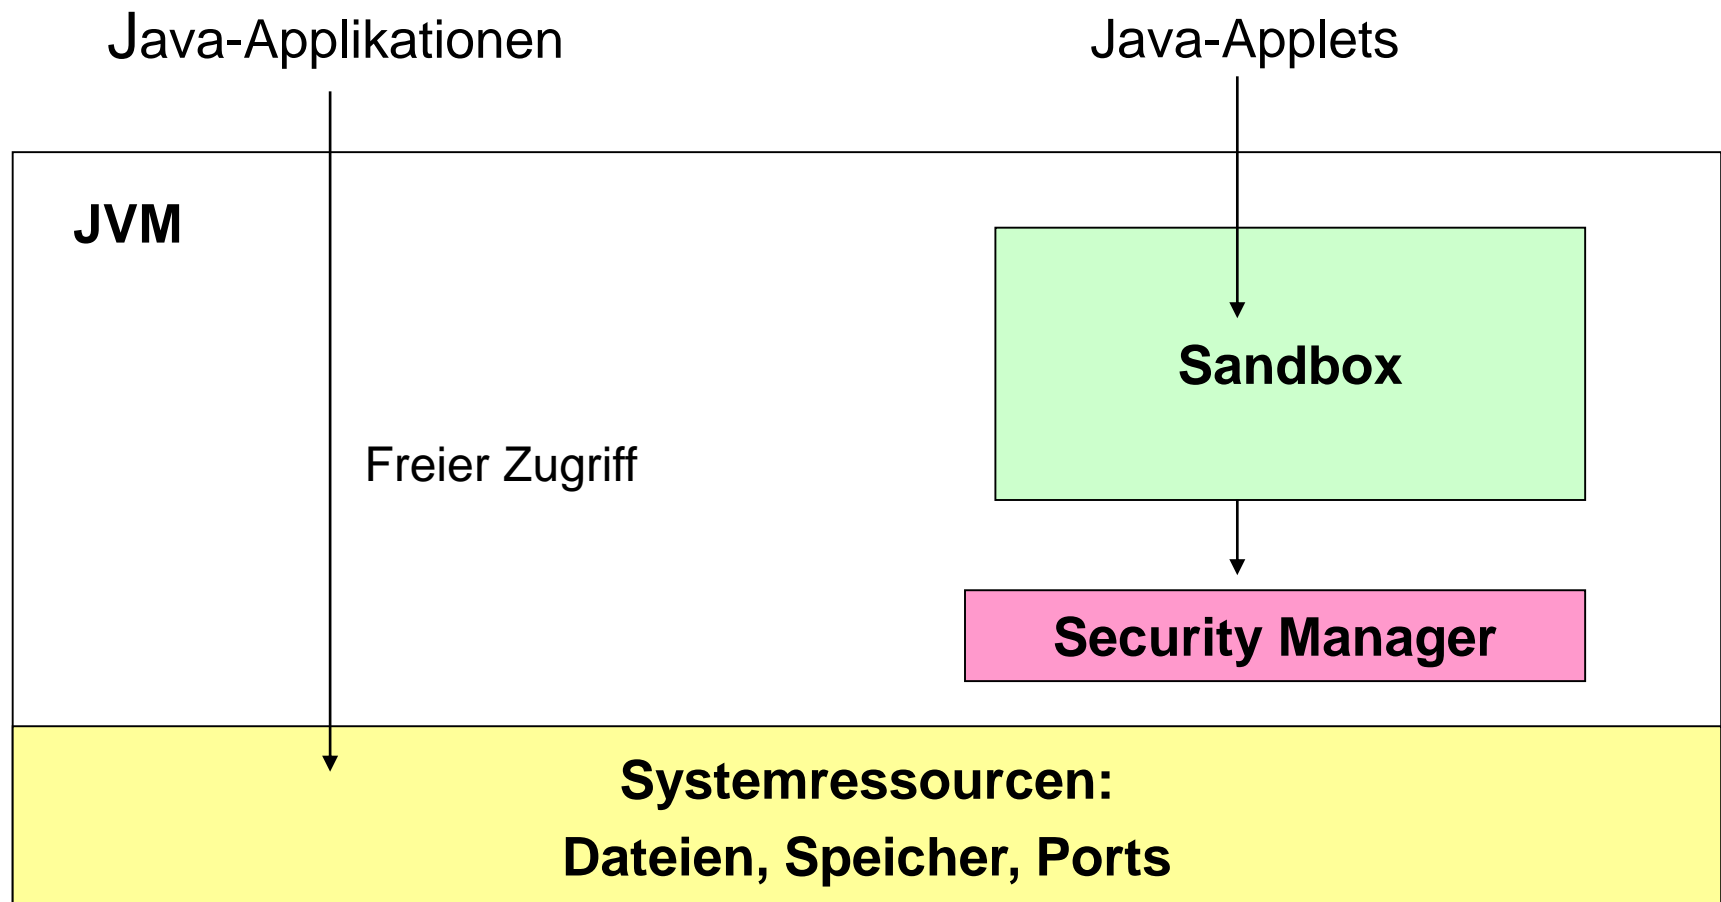 Java-Applikationen
Java-Applets
JVM
Sandbox
Freier Zugriff
Security Manager
Systemressourcen:
Dateien, Speicher, Ports